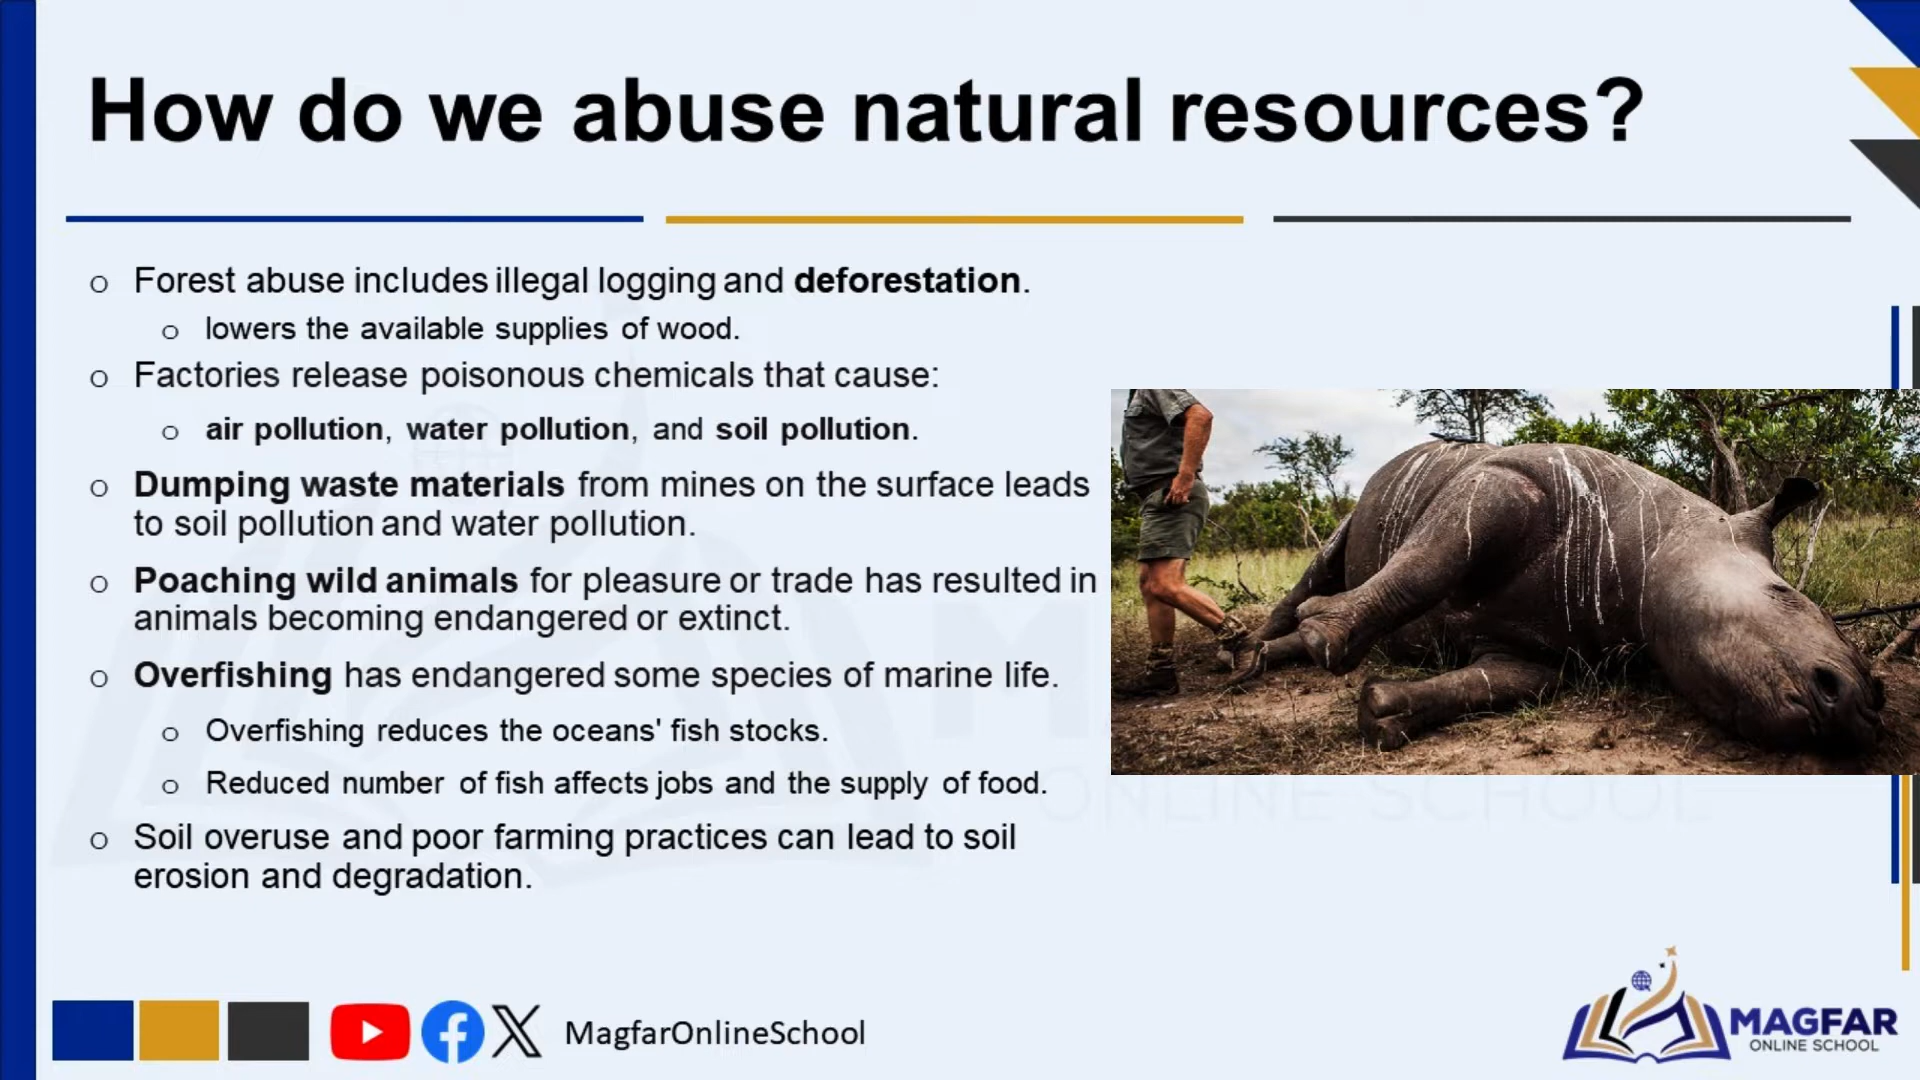 How do we abuse natural resources?
o Forest abuse includes illegal logging and deforestation.
o lowers the available supplies of wood.
o Factories release poisonous chemicals that cause:
o air pollution, water pollution, and soil pollution.
o Dumping waste materials from mines on the surface leads
to soil pollution and water pollution.
o Poaching wild animals for pleasure or trade has resulted in
animals becoming endangered or extinct.
o Overfishing has endangered some species of marine life.
o Overfishing reduces the oceans' fish stocks.
o Reduced number of fish affects jobs and the supply of food.
o Soil overuse and poor farming practices can lead to soil
erosion and degradation.
ONLINE SCHOOL
MagfarOnlineSchool
MAGFAR
ONLINE SCHOOL